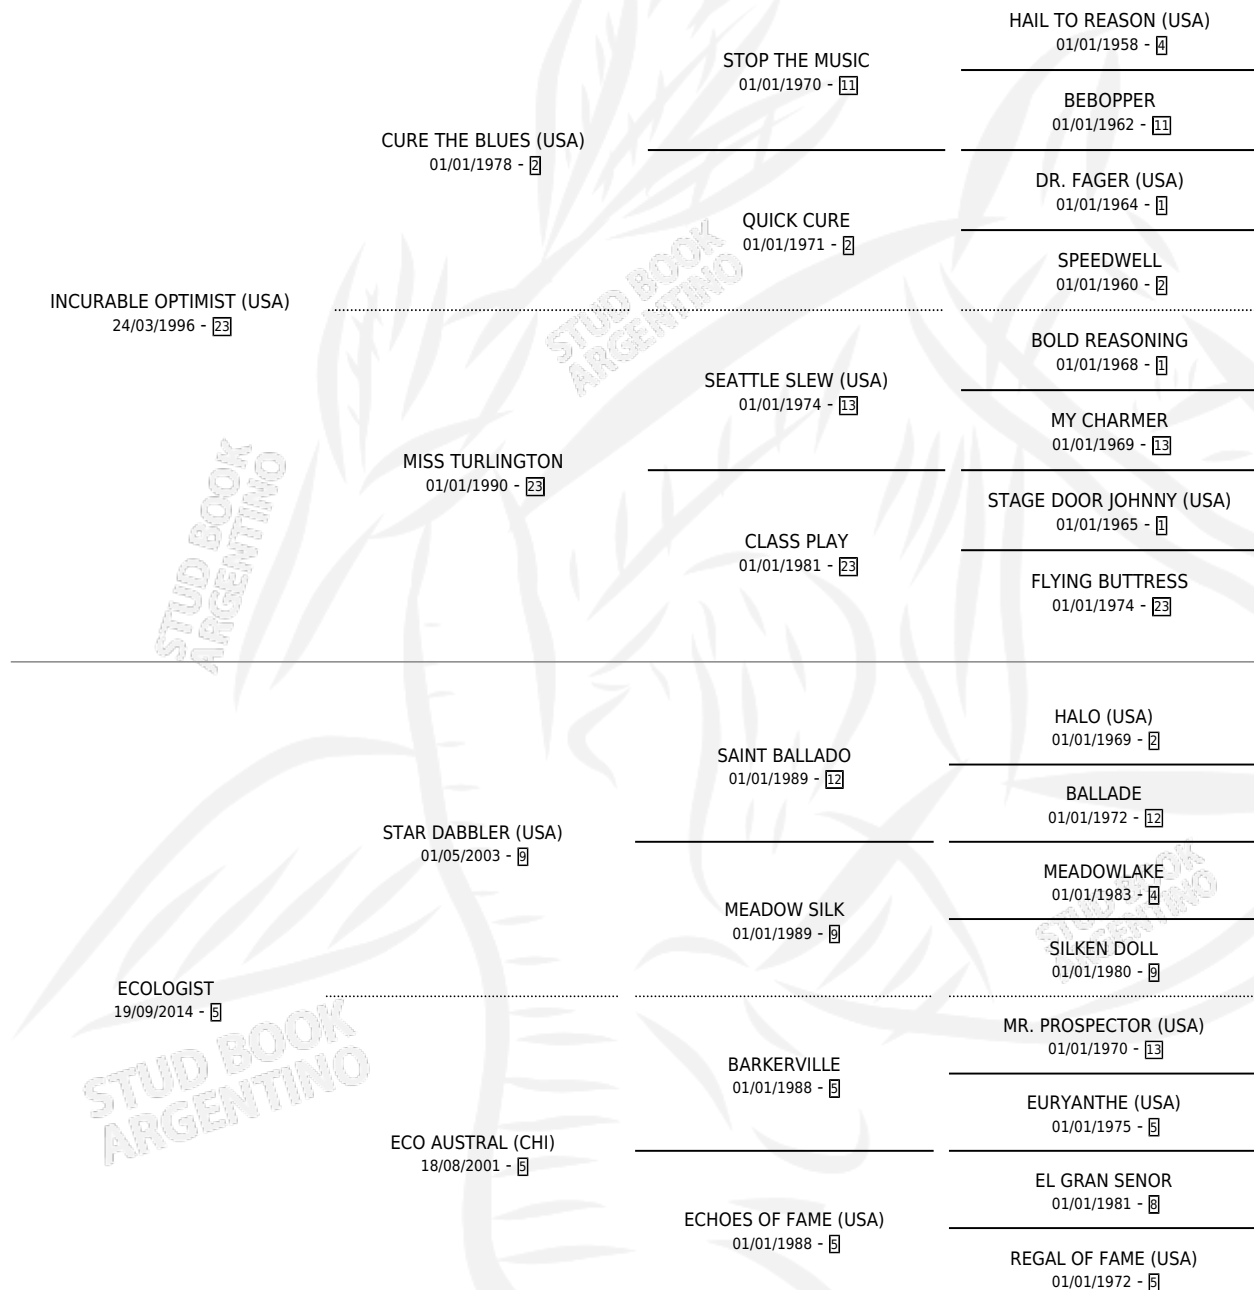 HAIL TO REASON (USA)
01/01/1958 - 4
STOP THE MUSIC
01/01/1970 - 11
BEBOPPER
01/01/1962 - 11
CURE THE BLUES (USA)
01/01/1978 - 2
DR. FAGER (USA)
01/01/1964 - 1
QUICK CURE
01/01/1971 - 2
SPEEDWELL
01/01/1960 - 2
INCURABLE OPTIMIST (USA)
24/03/1996 - 23
BOLD REASONING
01/01/1968 - 1
SEATTLE SLEW (USA)
01/01/1974 - 13
MY CHARMER
01/01/1969 - 13
MISS TURLINGTON
01/01/1990 - 23
STAGE DOOR JOHNNY (USA)
01/01/1965 - 1
CLASS PLAY
01/01/1981 - 23
FLYING BUTTRESS
01/01/1974 - 23
HALO (USA)
01/01/1969 - 2
SAINT BALLADO
01/01/1989 - 12
BALLADE
01/01/1972 - 12
STAR DABBLER (USA)
01/05/2003 - 9
MEADOWLAKE
01/01/1983 - 4
MEADOW SILK
01/01/1989 - 9
SILKEN DOLL
01/01/1980 - 9
ECOLOGIST
19/09/2014 - 5
MR. PROSPECTOR (USA)
01/01/1970 - 13
BARKERVILLE
01/01/1988 - 5
EURYANTHE (USA)
01/01/1975 - 5
ECO AUSTRAL (CHI)
18/08/2001 - 5
EL GRAN SENOR
01/01/1981 - 8
ECHOES OF FAME (USA)
01/01/1988 - 5
REGAL OF FAME (USA)
01/01/1972 - 5
STUD BOOK
ARGENTINO
STUD BOOK
ARGENTINO
STUD BOOK
ARGENTINO
STUD BOOK
ARGENTINO